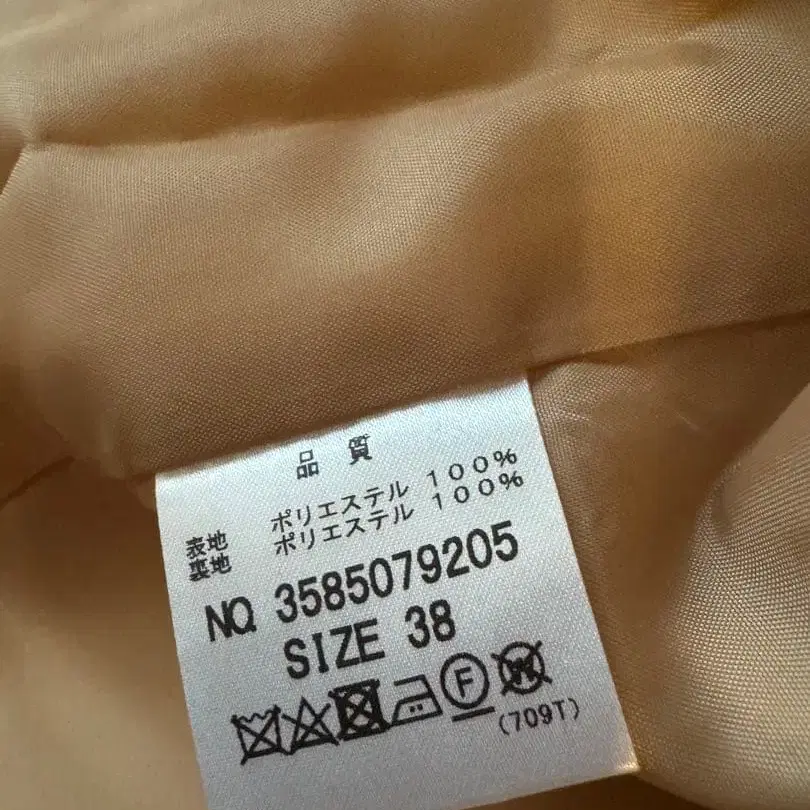 品 質
表地 ポリエステル 100%
裏地 ポリエステル 100%
NO. 3585079205
SIZE 38
F W
(709T)